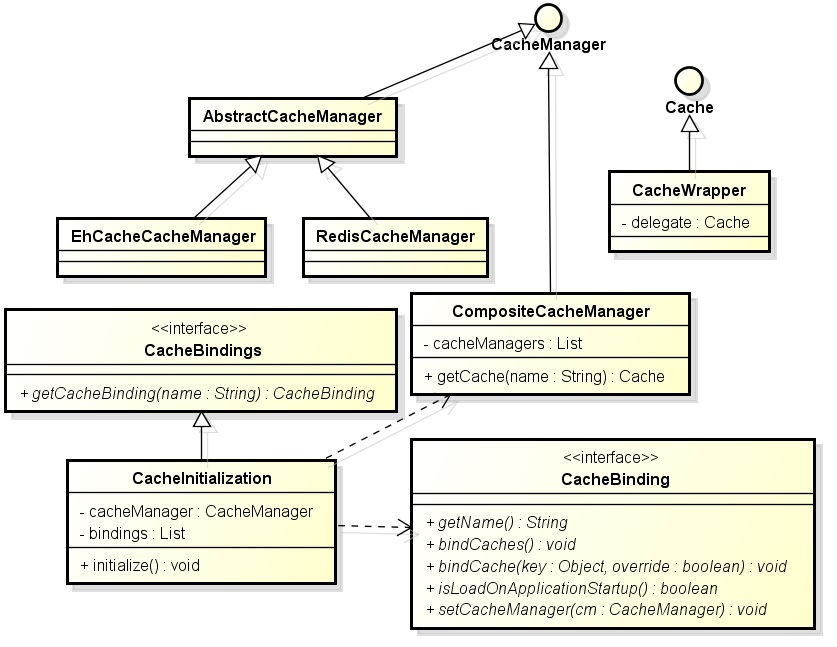 CacheManager
Cache
AbstractCacheManager
CacheWrapper
- delegate : Cache
EhCacheCacheManager
RedisCacheManager
CompositeCacheManager
- cacheManagers : List
+ getCache(name : String) : Cache
<<interface>>
CacheBindings
+ getCacheBinding(name : String) : CacheBinding
CacheInitialization
- cacheManager : CacheManager
- bindings : List
+ initialize() : void
<<interface>>
CacheBinding
+ getName() : String
+ bindCaches() : void
+ bindCache(key : Object, override : boolean) : void
+ isLoadOnApplicationStartup() : boolean
+ setCacheManager(cm : CacheManager) : void